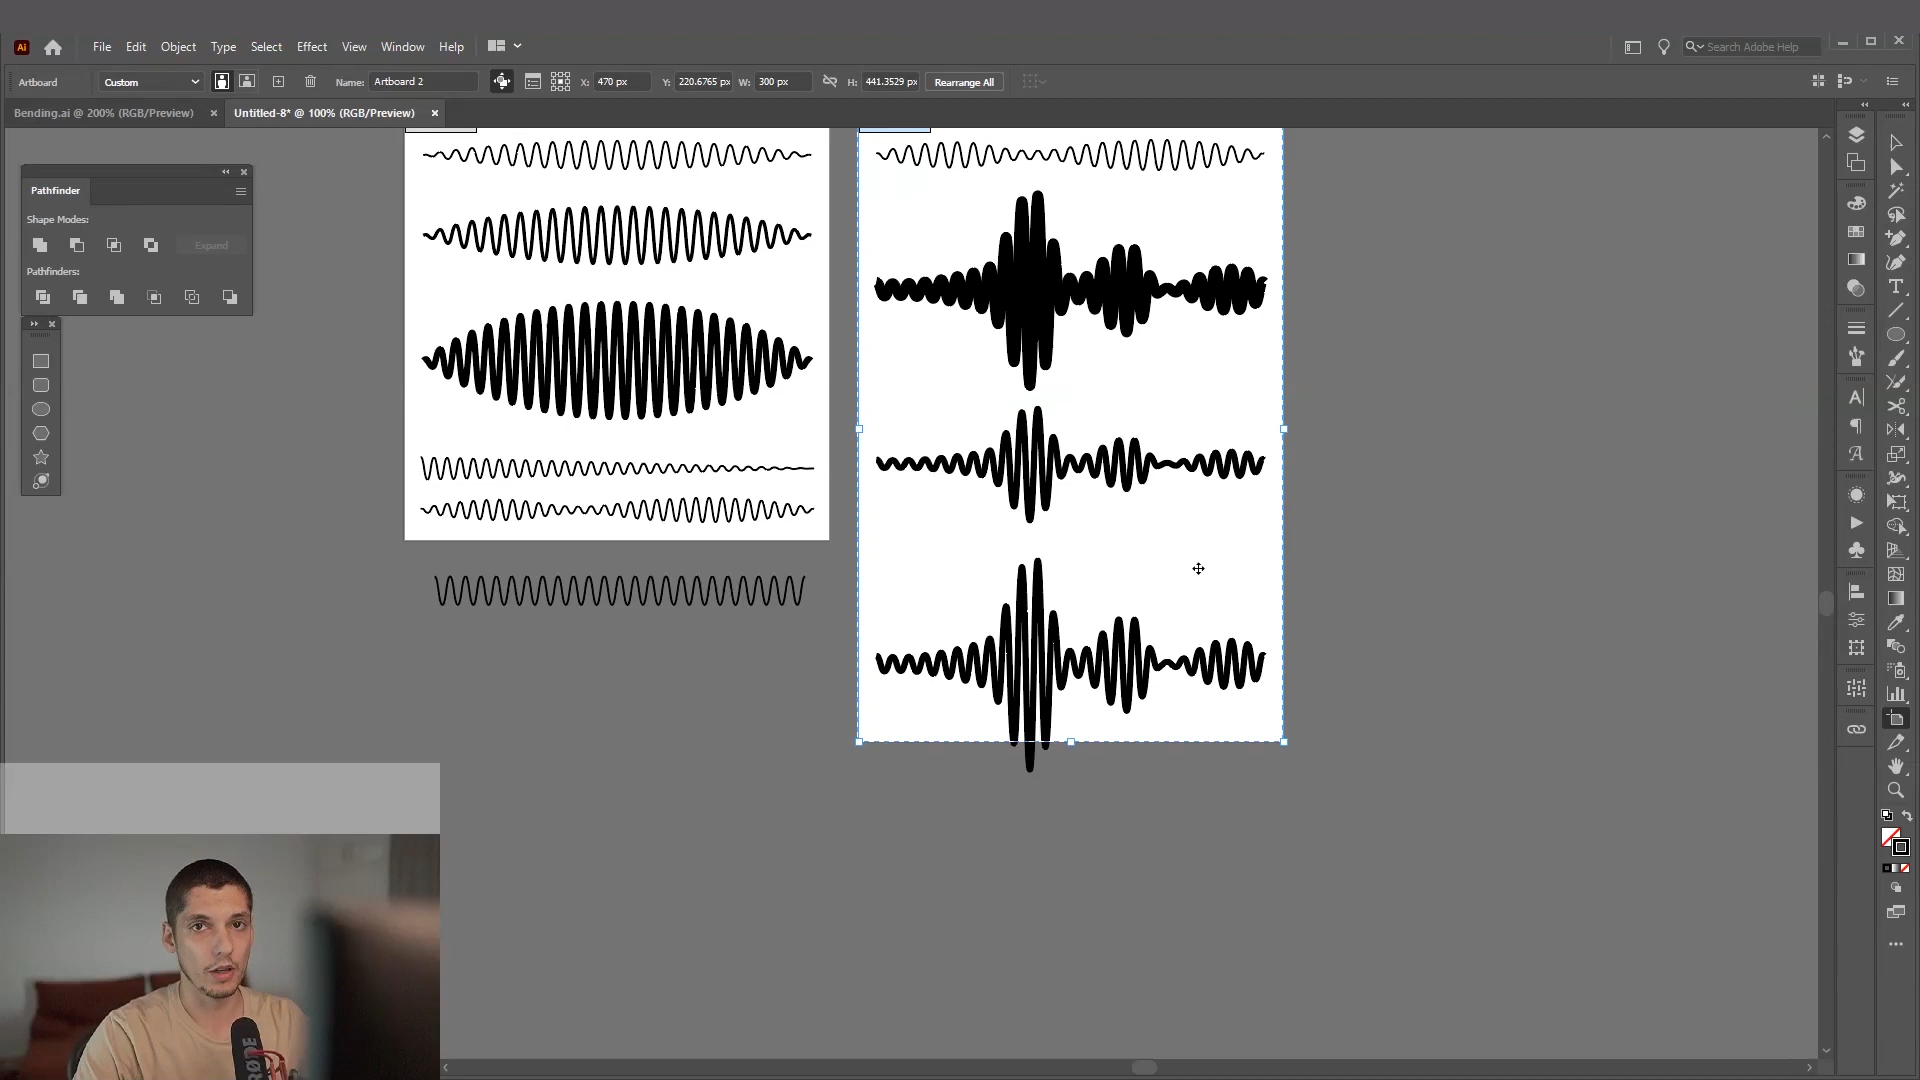 Ai File Edit Object Type Select Effect View Window Help Search Adobe Help
Artboard Custom Name: Artboard 2 X: 470 px Y: 220.6765 px W: 300 px H: 441.3529 px Rearrange All
Bending.ai @ 200% (RGB/Preview) × Untitled-8* @ 100% (RGB/Preview) ×
Pathfinder
Shape Modes:
Expand
Pathfinders:
RØDE